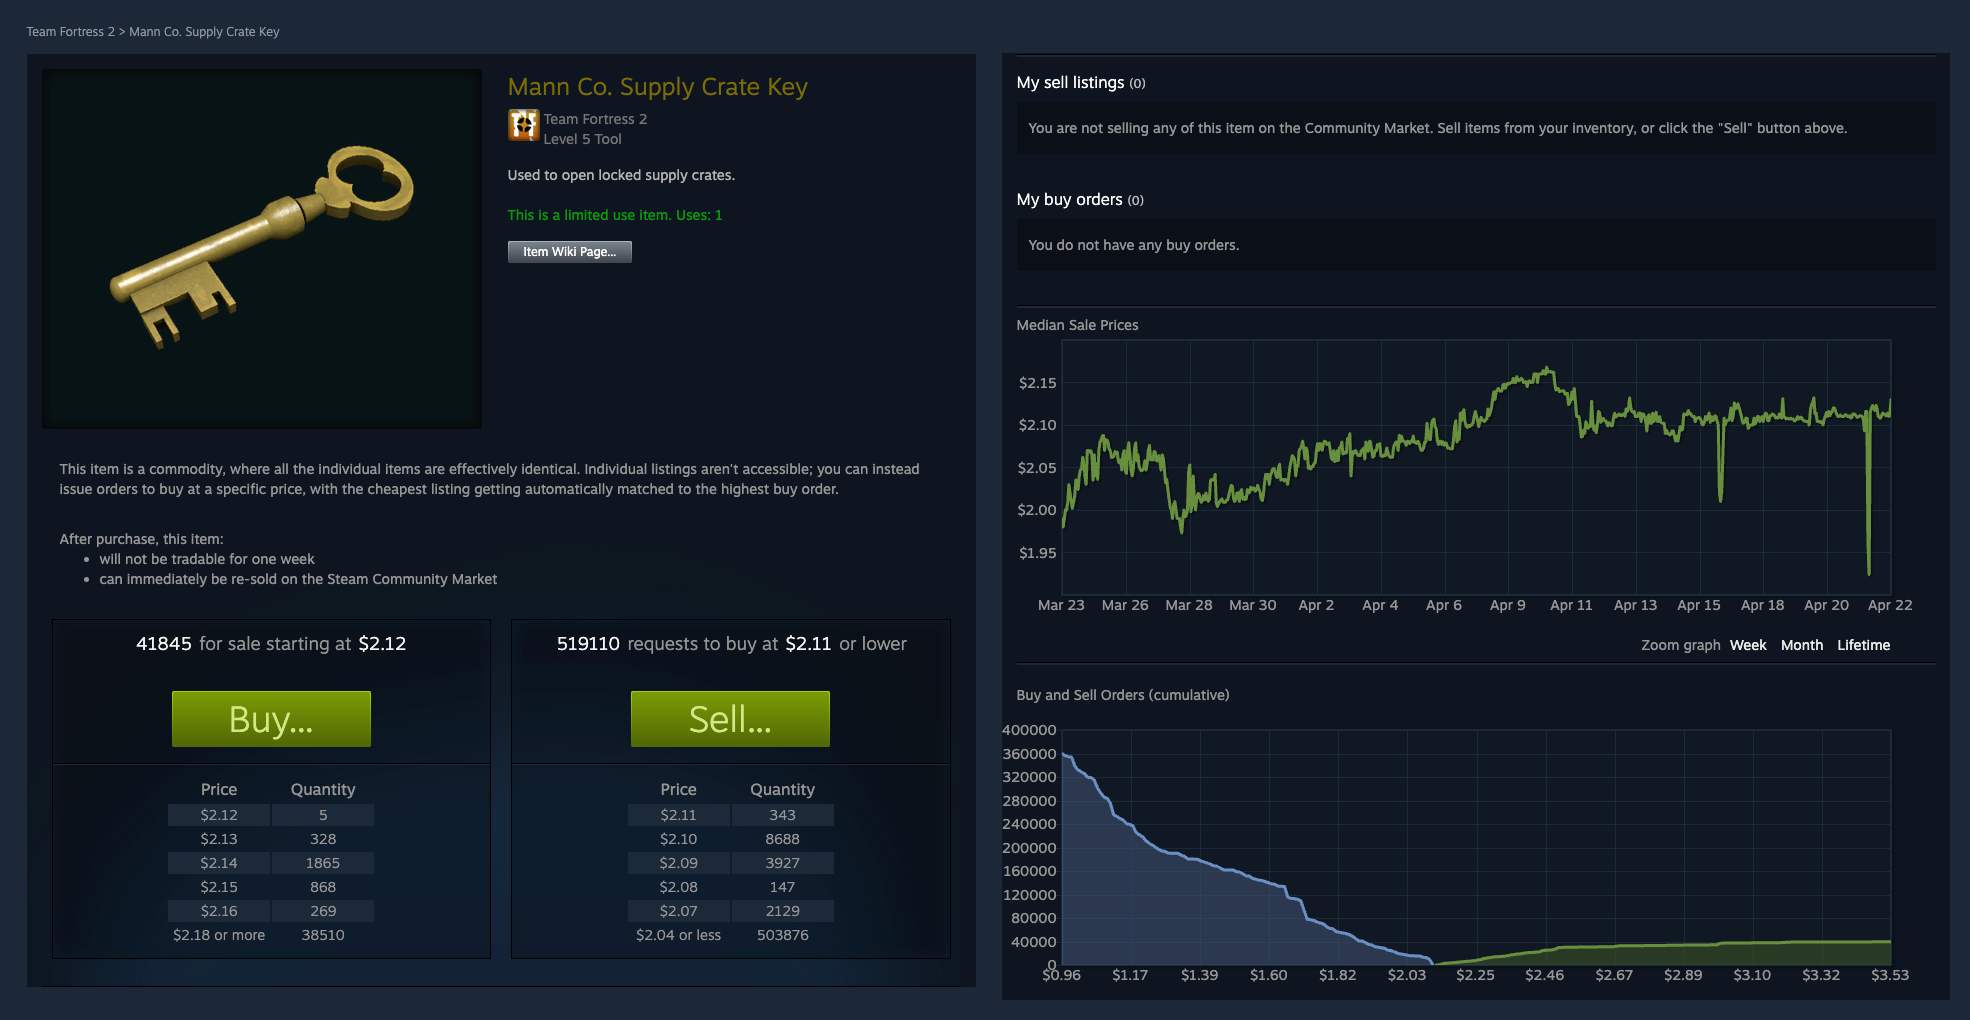 Team Fortress 2 > Mann Co. Supply Crate Key
Mann Co. Supply Crate Key
Team Fortress 2
Level 5 Tool
Used to open locked supply crates.
This is a limited use item. Uses: 1
Item Wiki Page...
This item is a commodity, where all the individual items are effectively identical. Individual listings aren't accessible; you can instead
issue orders to buy at a specific price, with the cheapest listing getting automatically matched to the highest buy order.
After purchase, this item:
• will not be tradable for one week
• can immediately be re-sold on the Steam Community Market
41845 for sale starting at $2.12
Buy...
Price Quantity
$2.12 5
$2.13 328
$2.14 1865
$2.15 868
$2.16 269
$2.18 or more 38510
519110 requests to buy at $2.11 or lower
Sell...
Price Quantity
$2.11 343
$2.10 8688
$2.09 3927
$2.08 147
$2.07 2129
$2.04 or less 503876
My sell listings (0)
You are not selling any of this item on the Community Market. Sell items from your inventory, or click the "Sell" button above.
My buy orders (0)
You do not have any buy orders.
Median Sale Prices
$2.15
$2.10
$2.05
$2.00
$1.95
Mar 23 Mar 26 Mar 28 Mar 30 Apr 2 Apr 4 Apr 6 Apr 9 Apr 11 Apr 13 Apr 15 Apr 18 Apr 20 Apr 22
Zoom graph Week Month Lifetime
Buy and Sell Orders (cumulative)
400000
360000
320000
280000
240000
200000
160000
120000
80000
40000
0
$0.96 $1.17 $1.39 $1.60 $1.82 $2.03 $2.25 $2.46 $2.67 $2.89 $3.10 $3.32 $3.53